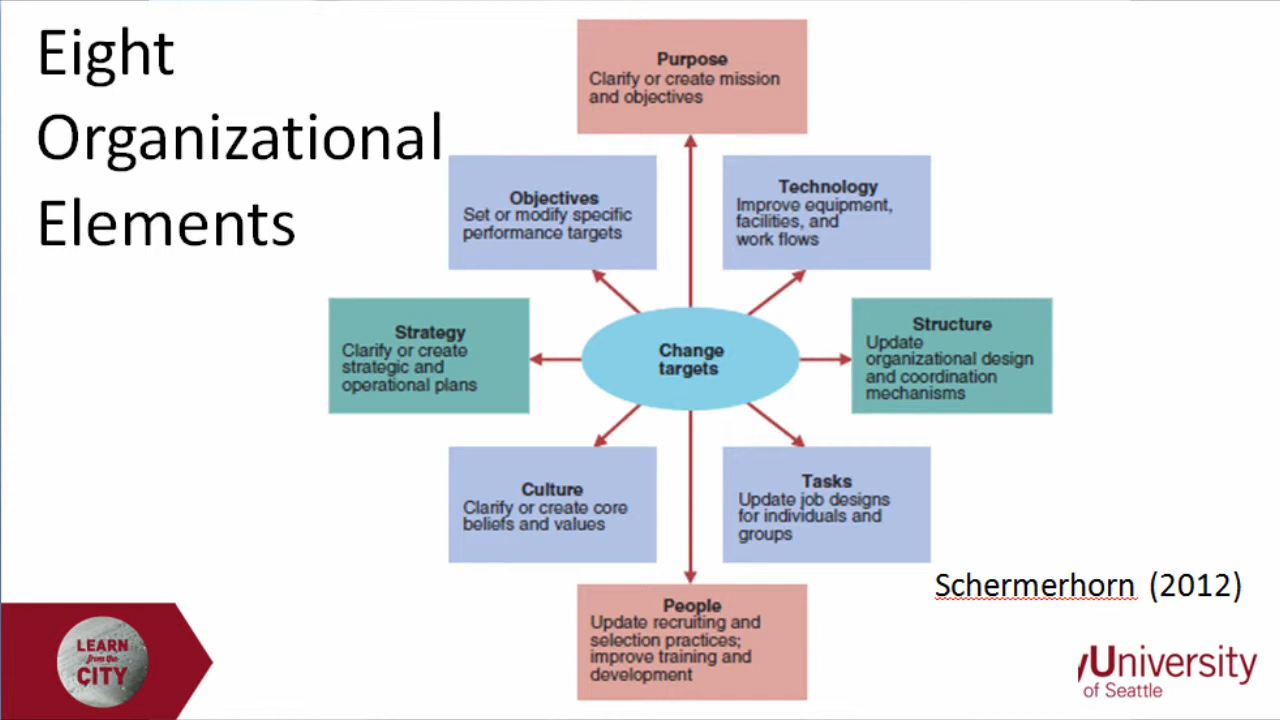 Eight
Organizational
Elements
Purpose
Clarify or create mission
and objectives
Objectives
Set or modify specific
performance targets
Technology
Improve equipment,
facilities, and
work flows
Strategy
Clarify or create
strategic and
operational plans
Change
targets
Structure
Update
organizational design
and coordination
mechanisms
Culture
Clarify or create core
beliefs and values
Tasks
Update job designs
for individuals and
groups
People
Update recruiting and
selection practices;
improve training and
development
Schermerhorn (2012)
LEARN
from the
CITY
University
of Seattle